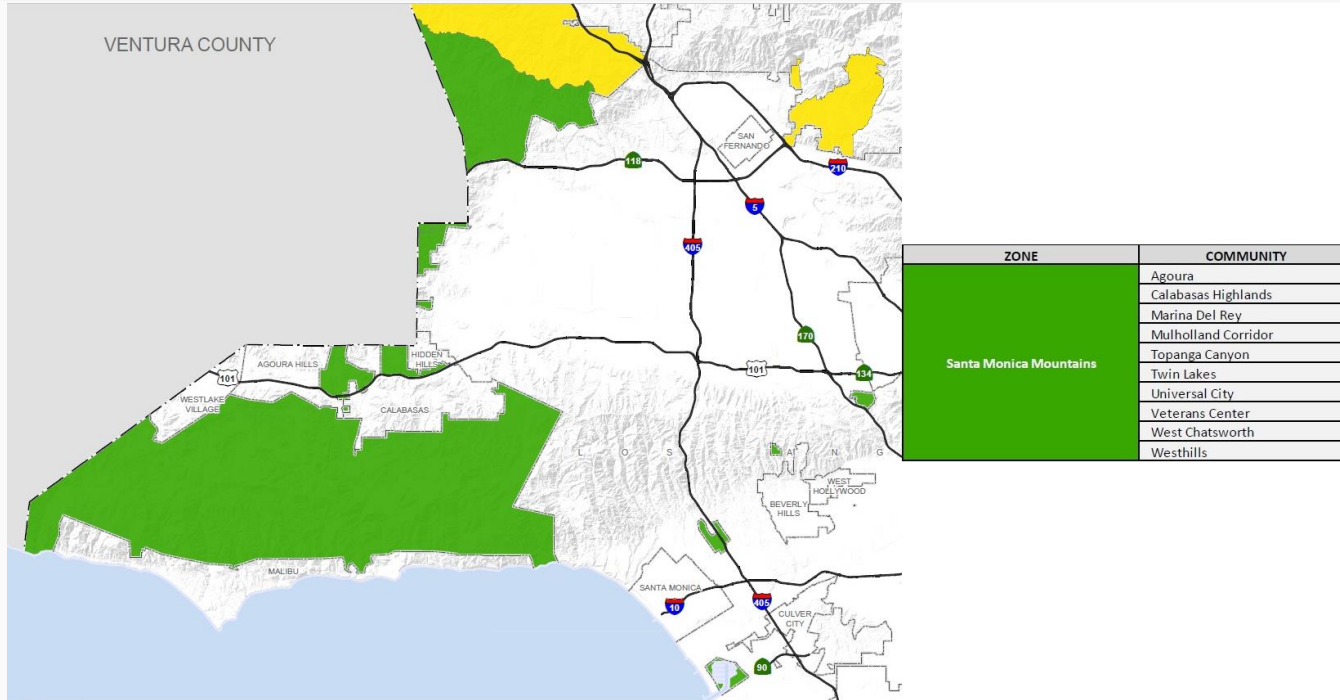 VENTURA COUNTY
SAN
FERNANDO
118
210
5
405
170
AGOURA HILLS
HIDDEN
HILLS
101
101
134
WESTLAKE
VILLAGE
CALABASAS
L O S A N G
WEST
HOLLYWOOD
BEVERLY
HILLS
MALIBU
SANTA MONICA
10
405
CULVER
CITY
90
ZONE
COMMUNITY
Santa Monica Mountains
Agoura
Calabasas Highlands
Marina Del Rey
Mulholland Corridor
Topanga Canyon
Twin Lakes
Universal City
Veterans Center
West Chatsworth
Westhills